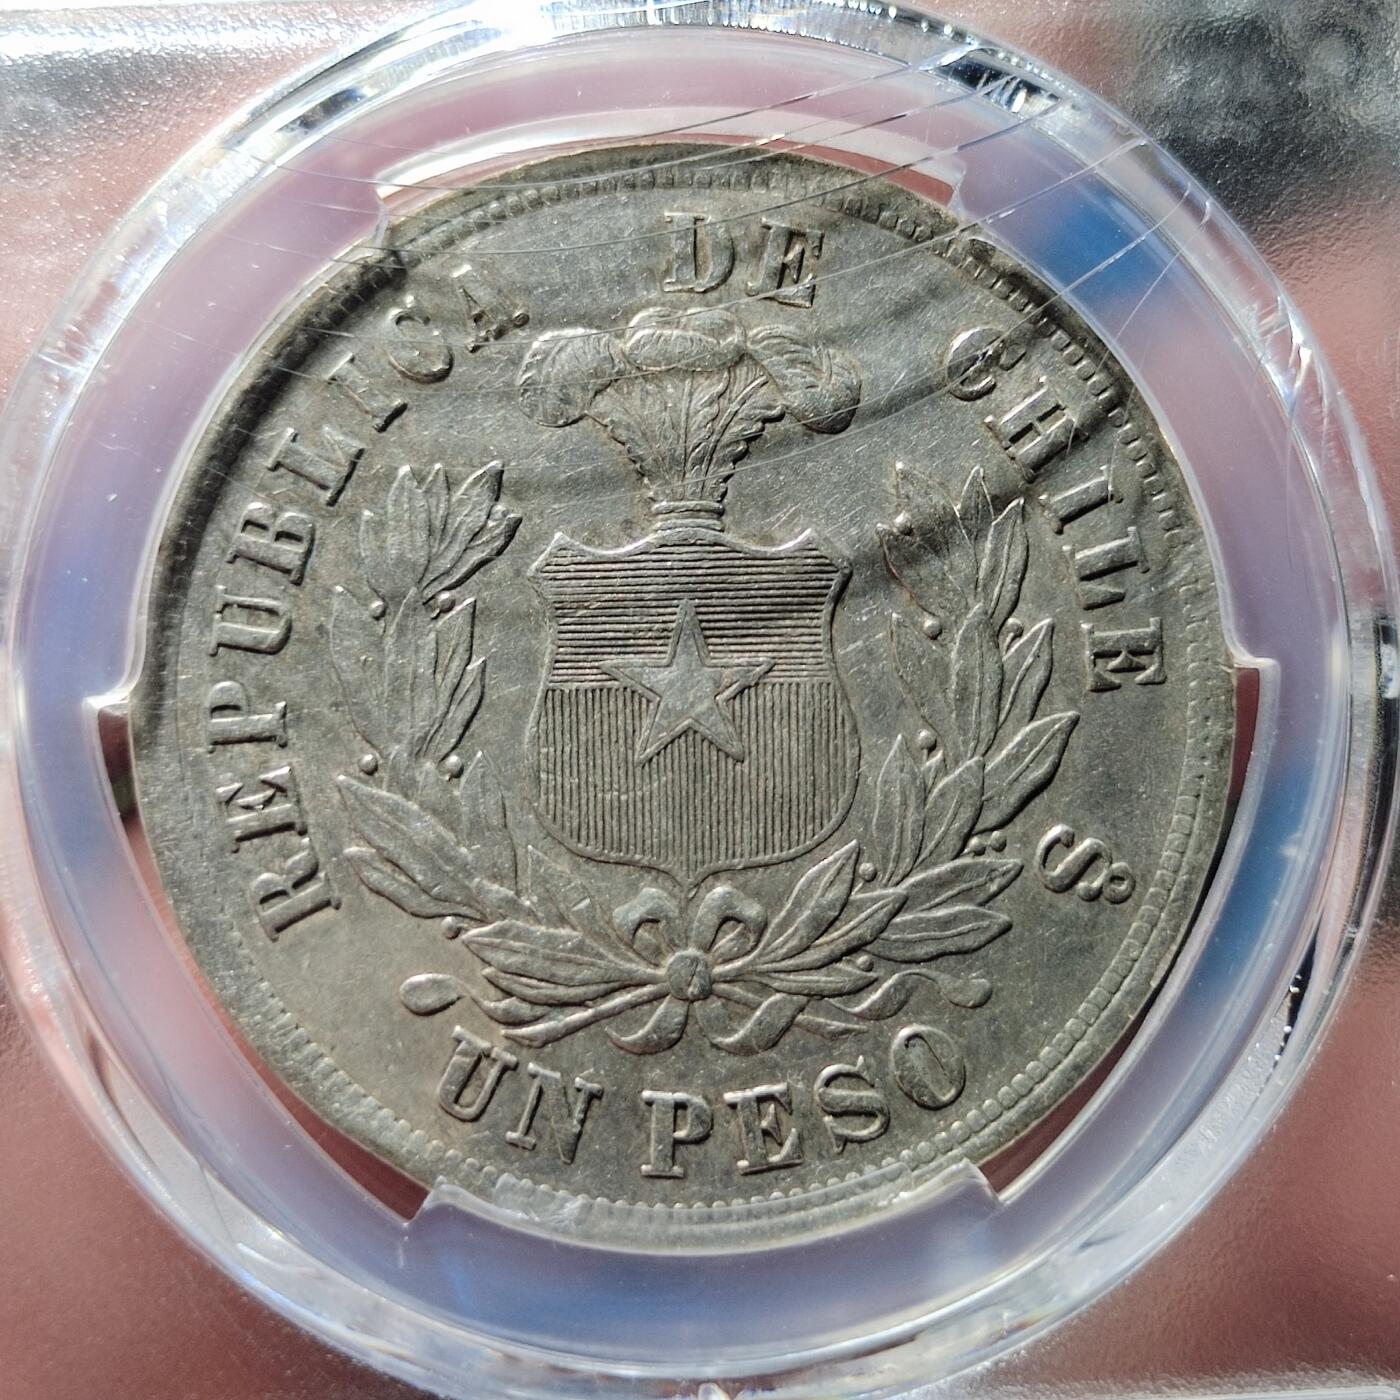 REPUBLICA DE CHILE
So
UN PESO